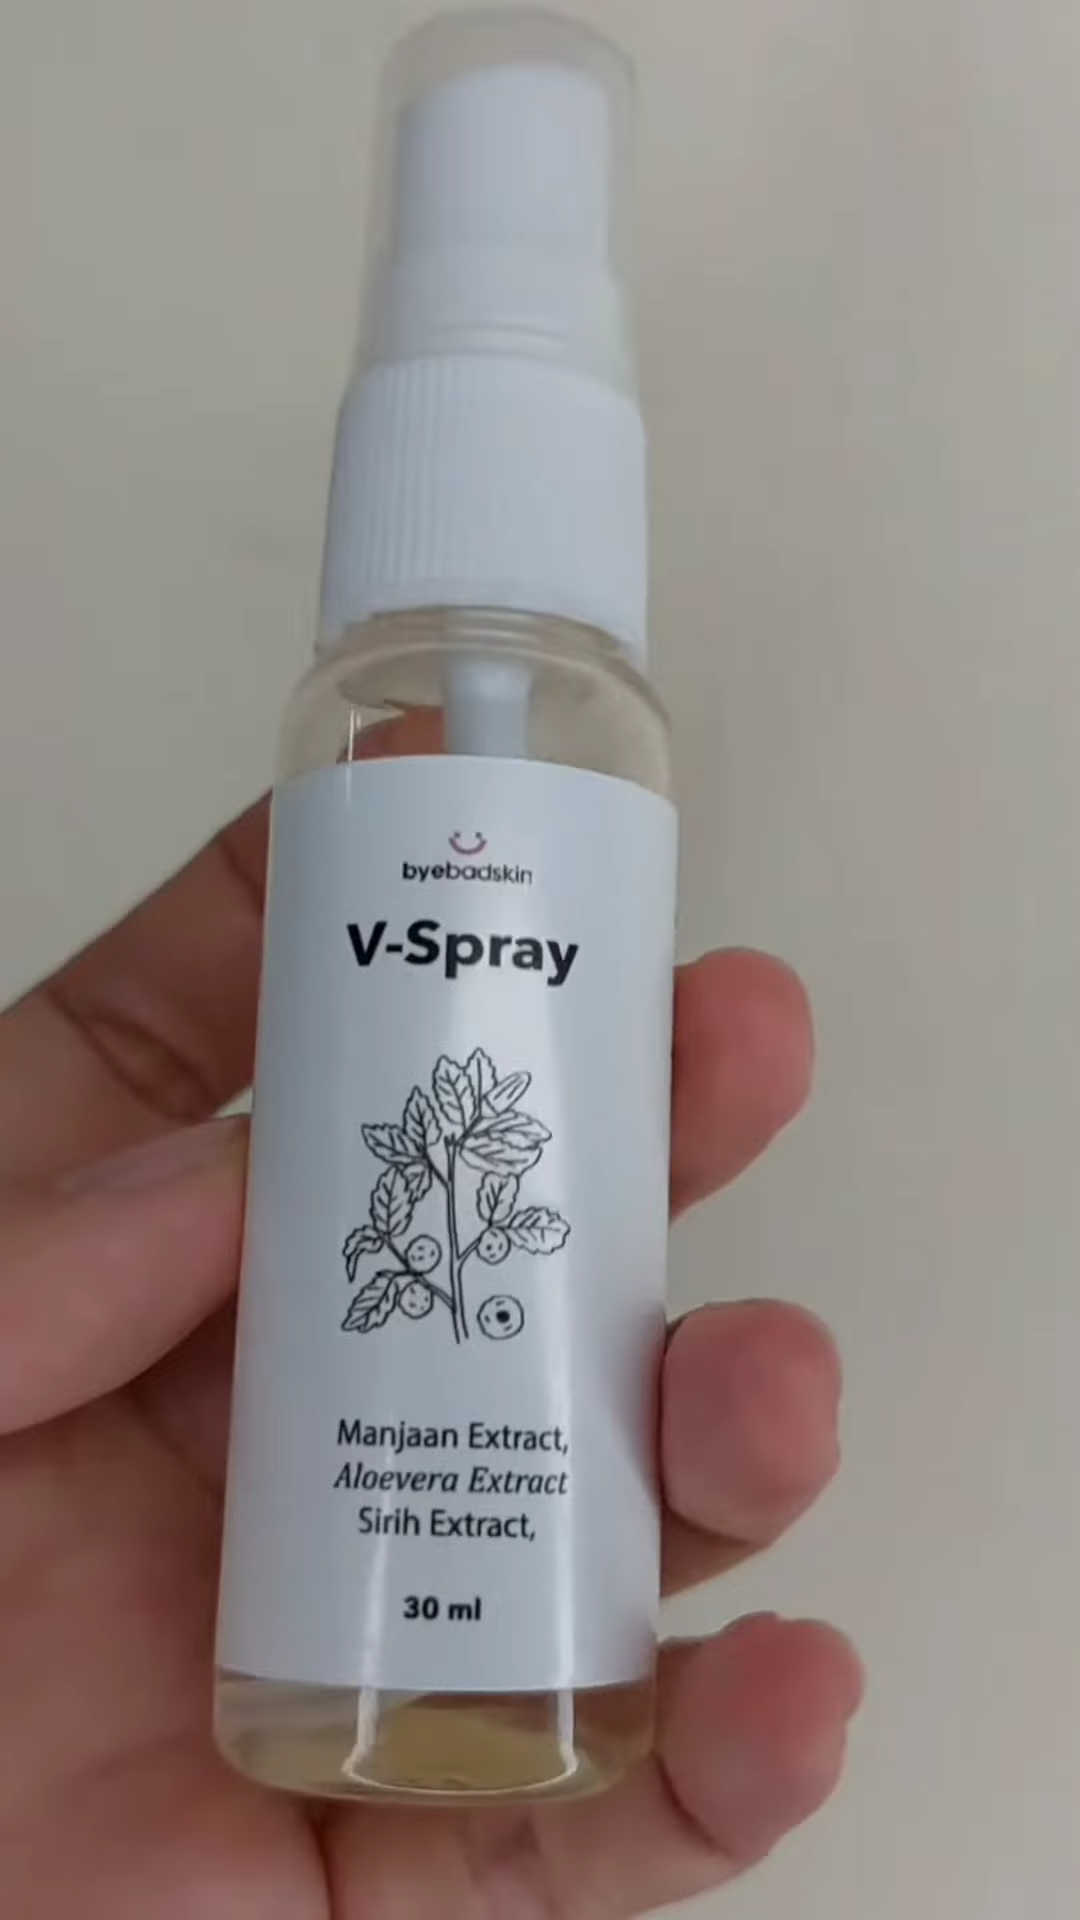 byebadskin
V-Spray
Manjaan Extract,
Aloevera Extract
Sirih Extract,
30 ml